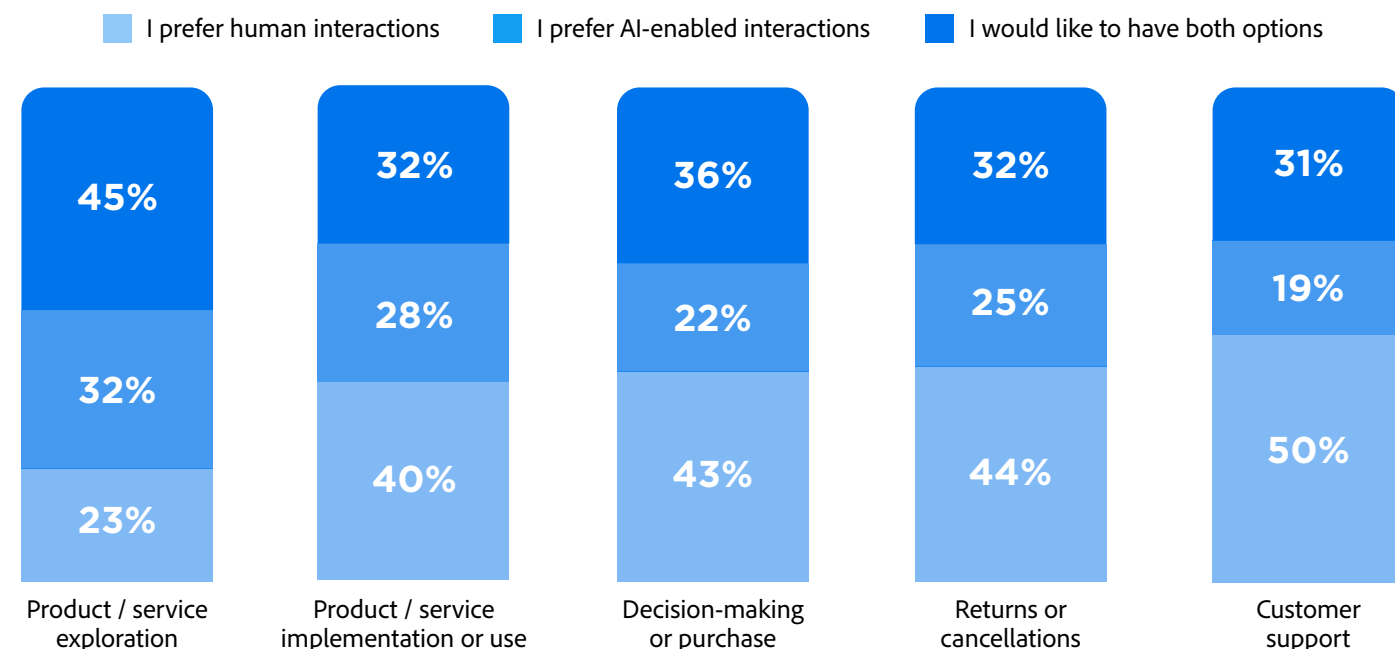 I prefer human interactions
I prefer AI-enabled interactions
I would like to have both options
45%
32%
23%
32%
28%
40%
36%
22%
43%
32%
25%
44%
31%
19%
50%
Product / service
exploration
Product / service
implementation or use
Decision-making
or purchase
Returns or
cancellations
Customer
support